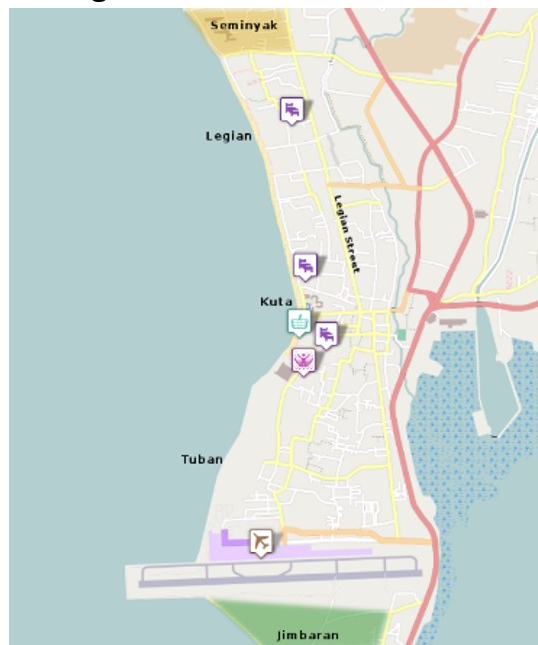 Seminyak
Legian
Legian Street
Kuta
Tuban
Jimbaran